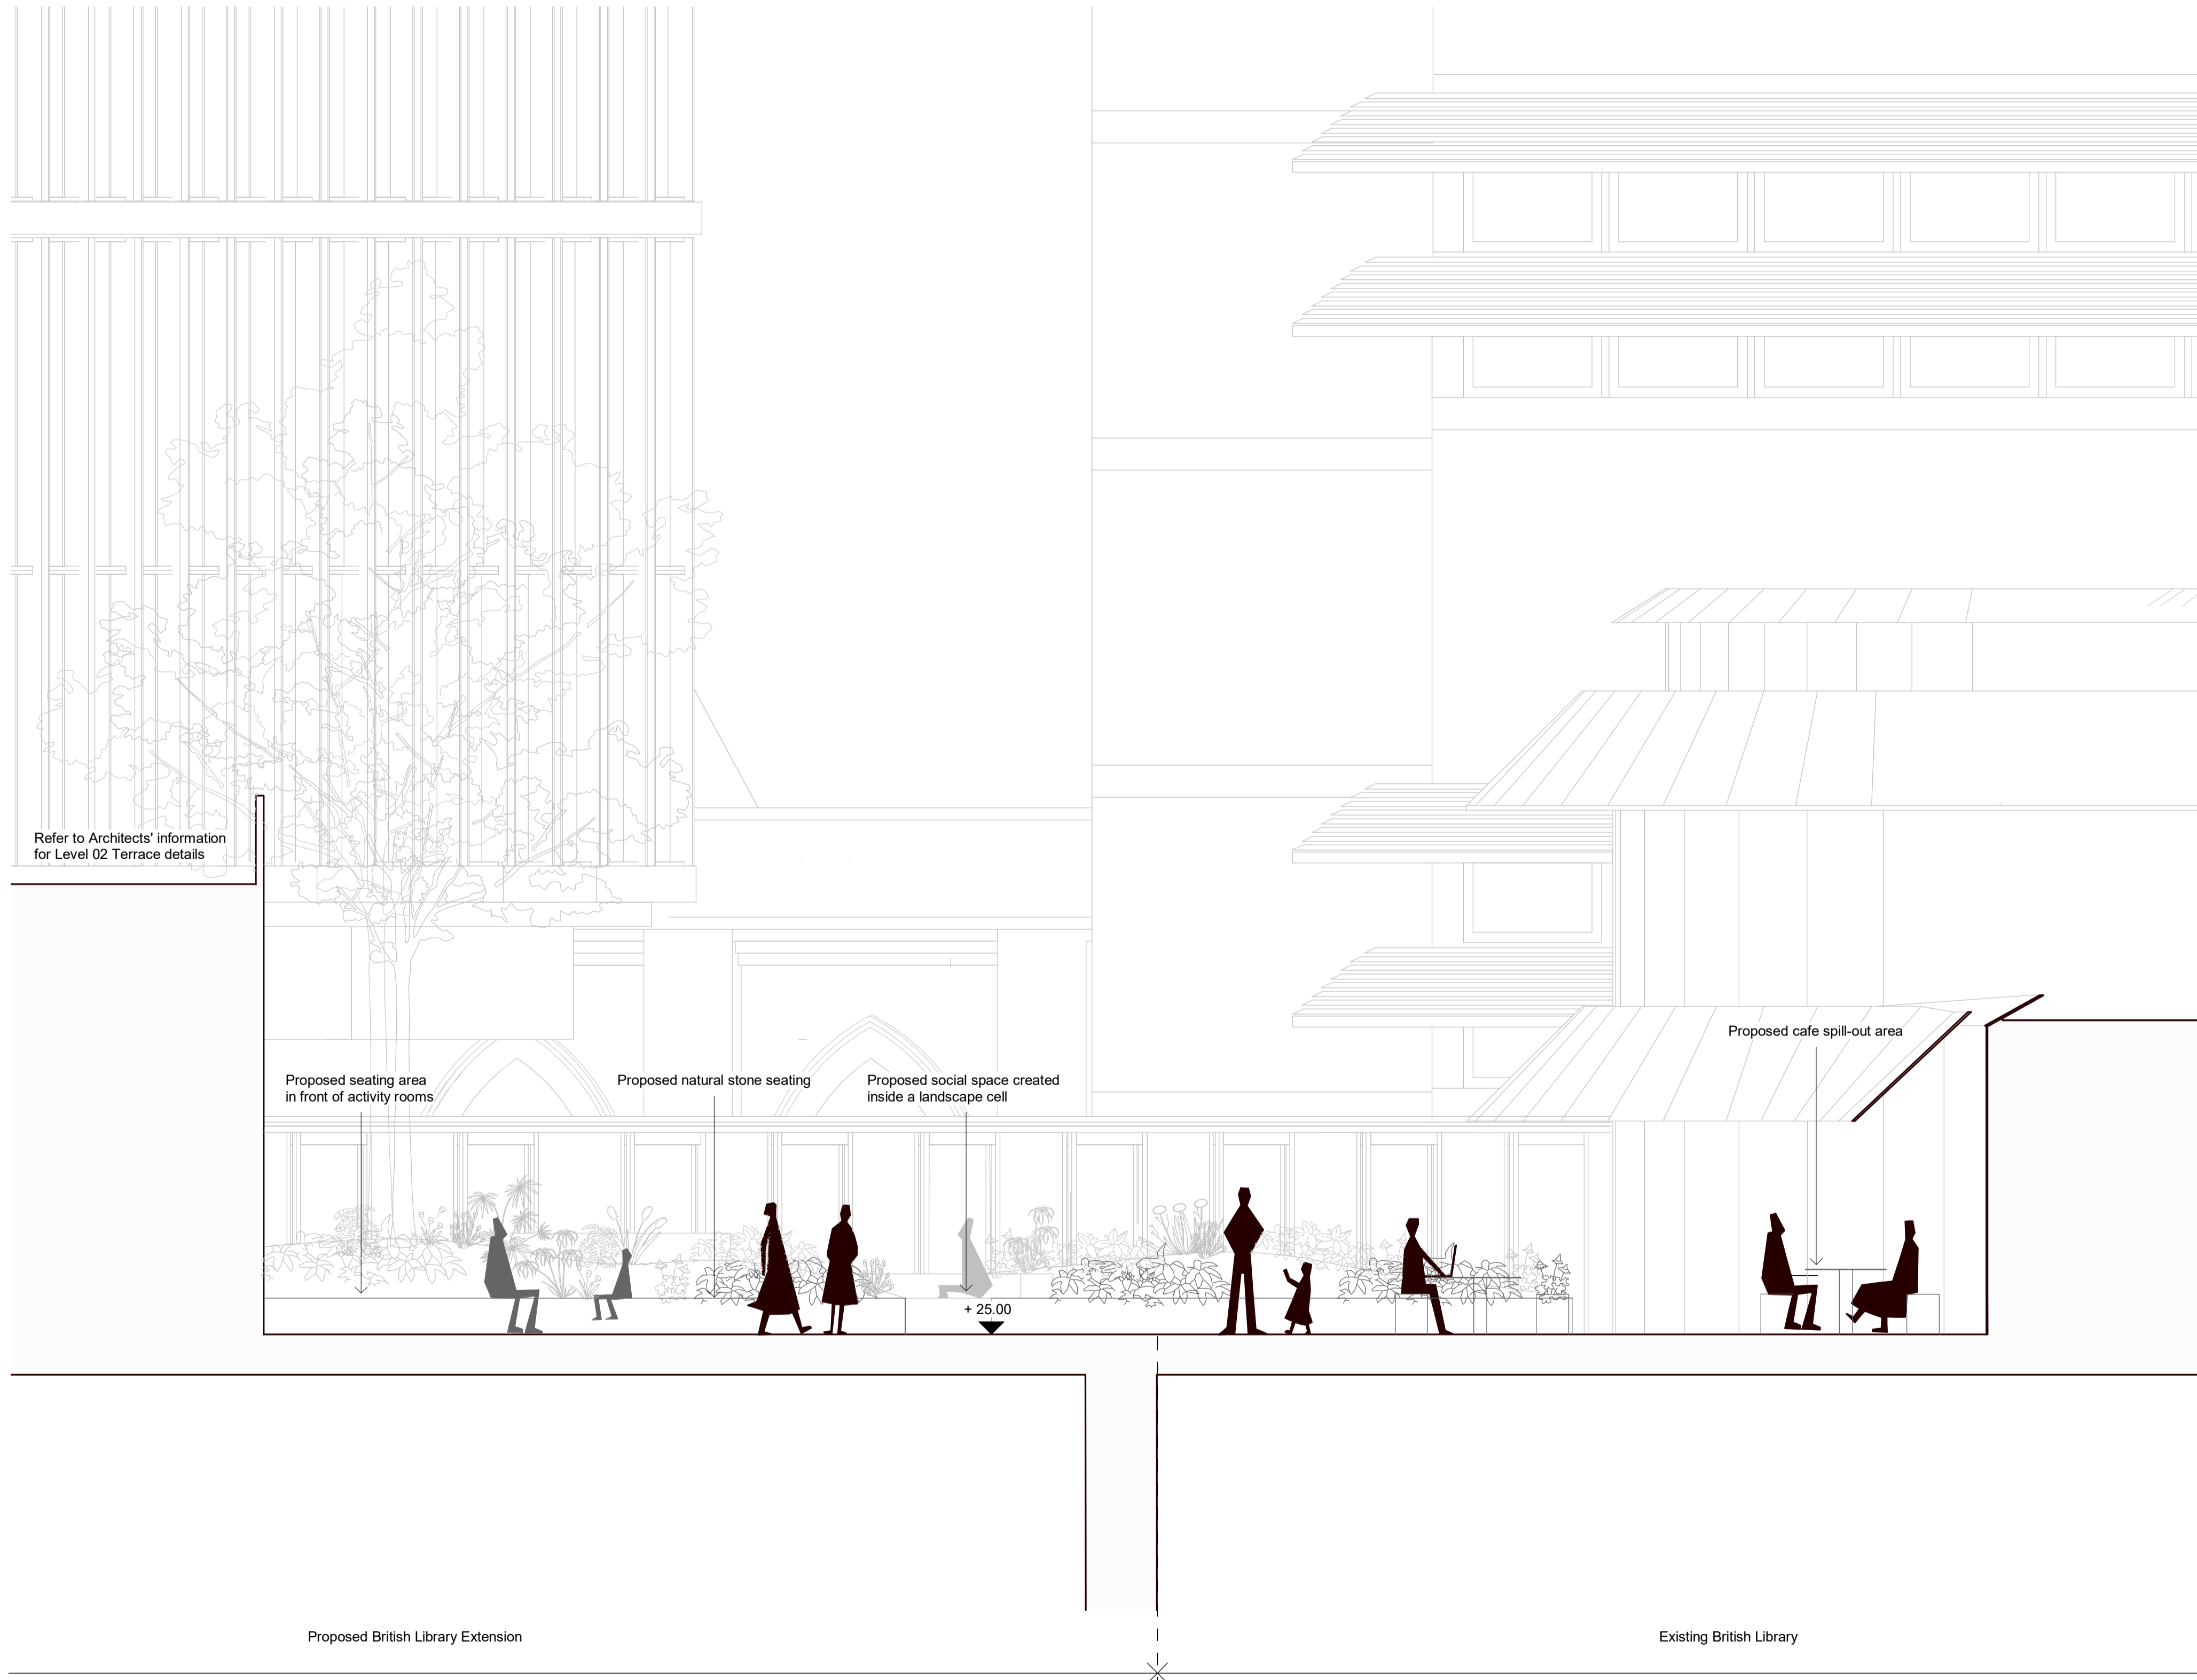 Refer to Architects' information
for Level 02 Terrace details
Proposed cafe spill-out area
Proposed seating area
in front of activity rooms
Proposed natural stone seating
Proposed social space created
inside a landscape cell
+ 25.00
Proposed British Library Extension
Existing British Library